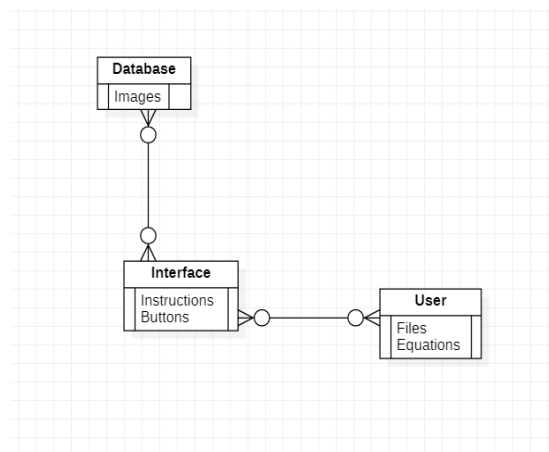 Database
Images
Interface
Instructions
Buttons
User
Files
Equations